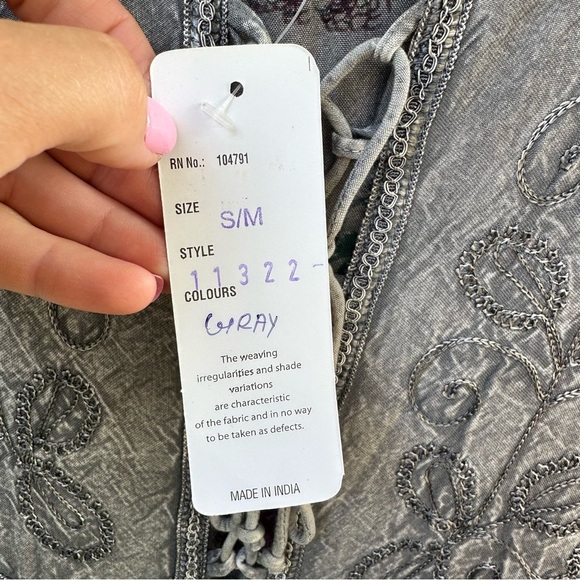 RN No.: 104791
SIZE S/M
STYLE
11322-
COLOURS
GRAY
The weaving
irregularities and shade
variations
are characteristic
of the fabric and in no way
to be taken as defects.
MADE IN INDIA